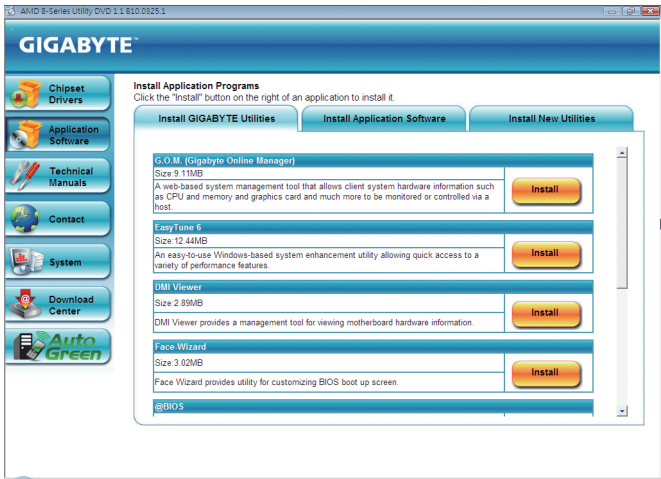 AMD 8-Series Utility DVD 1.1 B10.0325.1
GIGABYTE™
Chipset
Drivers
Application
Software
Technical
Manuals
Contact
System
Download
Center
Auto
Green
Install Application Programs
Click the "Install" button on the right of an application to install it.
Install GIGABYTE Utilities
Install Application Software
Install New Utilities
G.O.M. (Gigabyte Online Manager)
Size:9.11MB
A web-based system management tool that allows client system hardware information such
as CPU and memory and graphics card and much more to be monitored or controlled via a
host.
Install
EasyTune 6
Size:12.44MB
An easy-to-use Windows-based system enhancement utility allowing quick access to a
variety of performance features.
Install
DMI Viewer
Size:2.89MB
DMI Viewer provides a management tool for viewing motherboard hardware information.
Install
Face-Wizard
Size:3.02MB
Face Wizard provides utility for customizing BIOS boot up screen.
Install
@BIOS